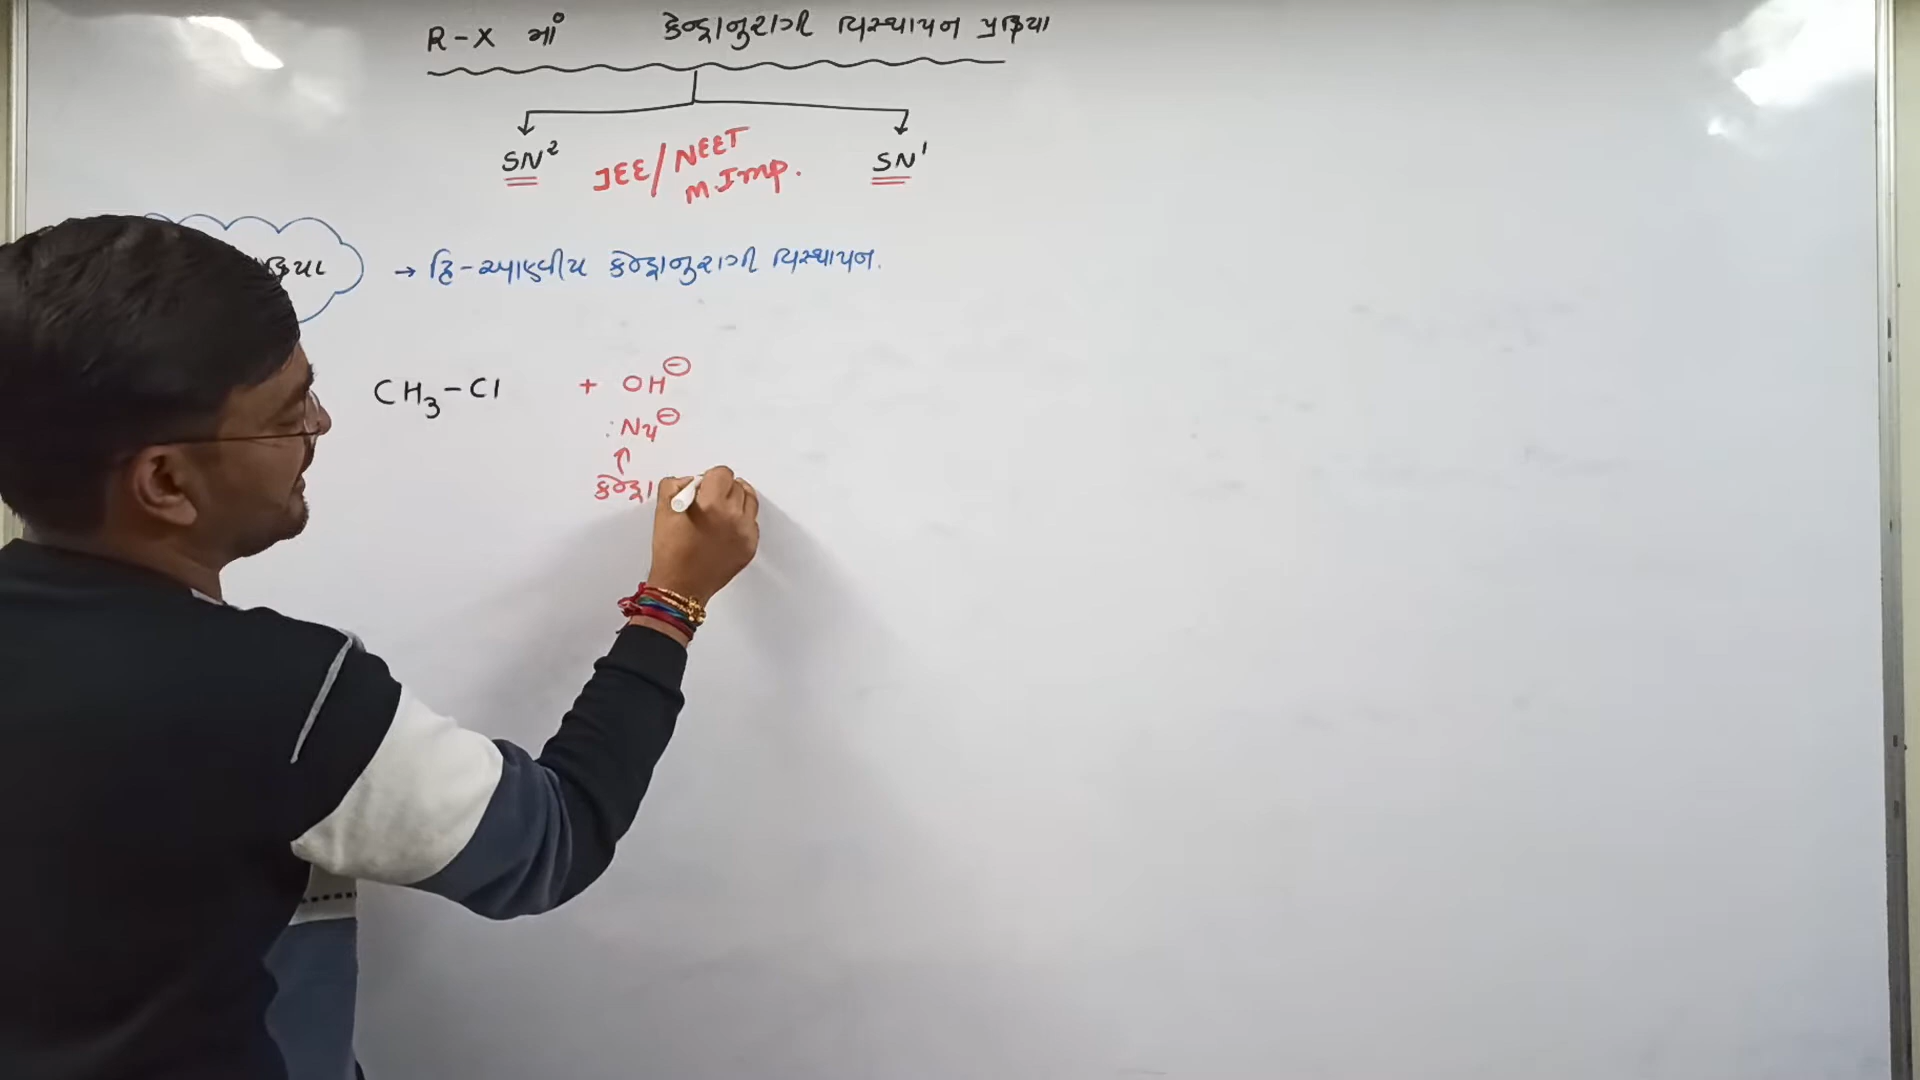 R-X માં કેન્દ્રાનુરાગી વિસ્થાપન પ્રક્રિયા
SN² SN¹
JEE/NEET
M.Imp.
→ દ્વિ-આણ્વીય કેન્દ્રાનુરાગી વિસ્થાપન.
CH₃-Cl + OH⊖
:Nu⊖
↑